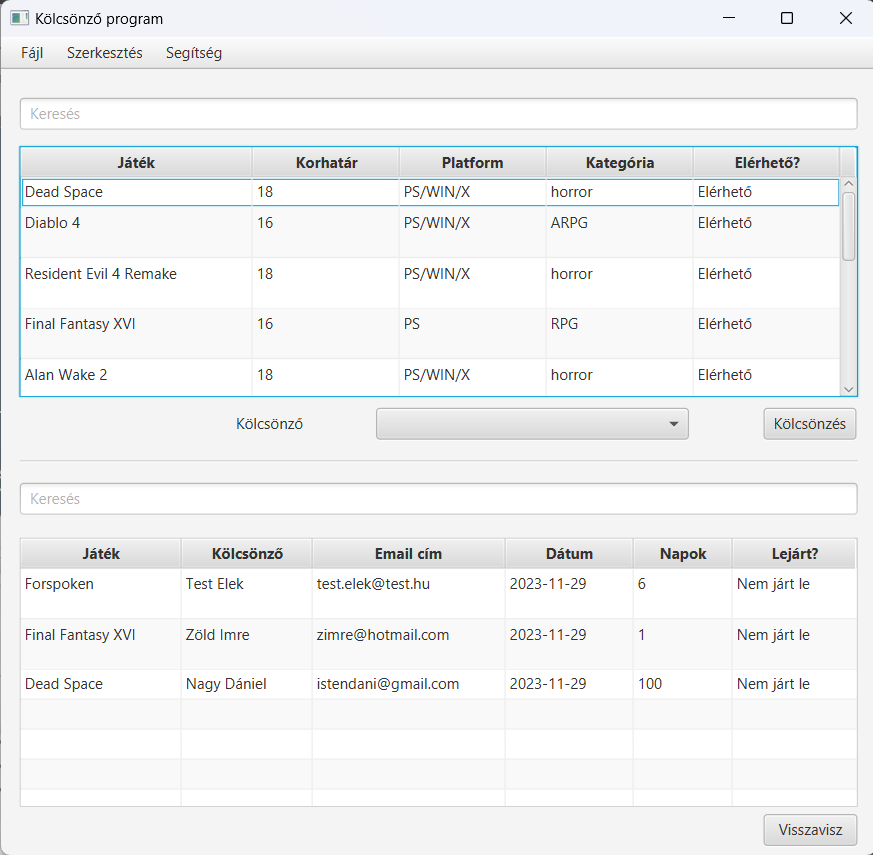 Kölcsönző program
Fájl Szerkesztés Segítség
Keresés
Játék Korhatár Platform Kategória Elérhető?
Dead Space 18 PS/WIN/X horror Elérhető
Diablo 4 16 PS/WIN/X ARPG Elérhető
Resident Evil 4 Remake 18 PS/WIN/X horror Elérhető
Final Fantasy XVI 16 PS RPG Elérhető
Alan Wake 2 18 PS/WIN/X horror Elérhető
Kölcsönző Kölcsönzés
Keresés
Játék Kölcsönző Email cím Dátum Napok Lejárt?
Forspoken Test Elek test.elek@test.hu 2023-11-29 6 Nem járt le
Final Fantasy XVI Zöld Imre zimre@hotmail.com 2023-11-29 1 Nem járt le
Dead Space Nagy Dániel istendani@gmail.com 2023-11-29 100 Nem járt le
Visszavisz